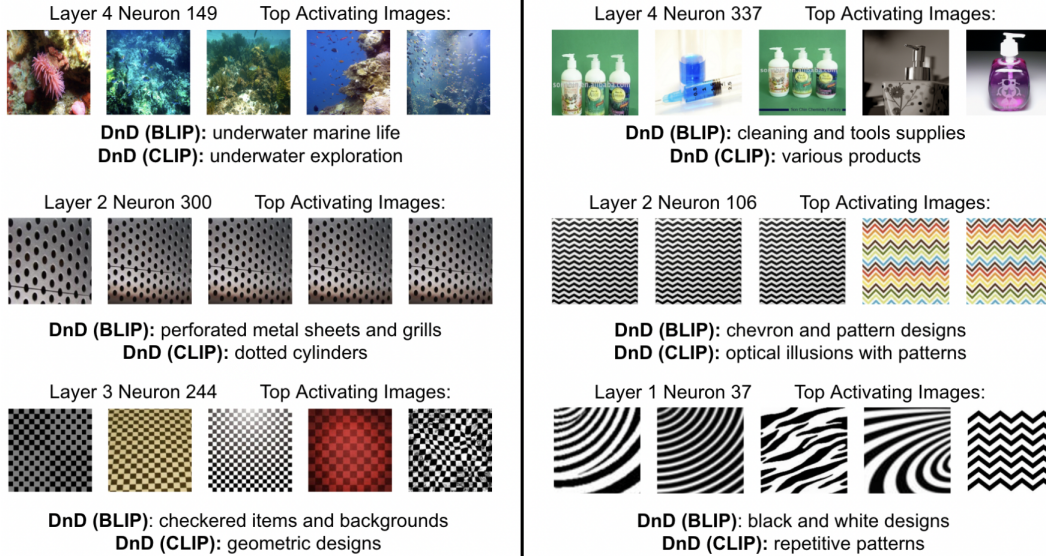 Layer 4 Neuron 149 Top Activating Images:
DnD (BLIP): underwater marine life
DnD (CLIP): underwater exploration
Layer 4 Neuron 337 Top Activating Images:
DnD (BLIP): cleaning and tools supplies
DnD (CLIP): various products
Layer 2 Neuron 300 Top Activating Images:
DnD (BLIP): perforated metal sheets and grills
DnD (CLIP): dotted cylinders
Layer 2 Neuron 106 Top Activating Images:
DnD (BLIP): chevron and pattern designs
DnD (CLIP): optical illusions with patterns
Layer 3 Neuron 244 Top Activating Images:
DnD (BLIP): checkered items and backgrounds
DnD (CLIP): geometric designs
Layer 1 Neuron 37 Top Activating Images:
DnD (BLIP): black and white designs
DnD (CLIP): repetitive patterns